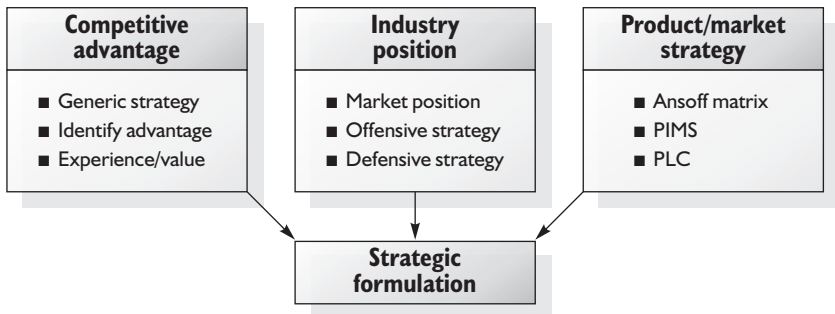 Competitive
advantage
■ Generic strategy
■ Identify advantage
■ Experience/value
Industry
position
■ Market position
■ Offensive strategy
■ Defensive strategy
Product/market
strategy
■ Ansoff matrix
■ PIMS
■ PLC
Strategic
formulation